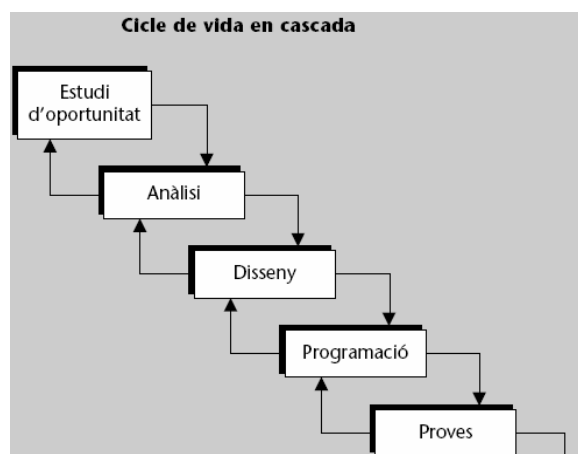 Cicle de vida en cascada
Estudi
d'oportunitat
Anàlisi
Disseny
Programació
Proves